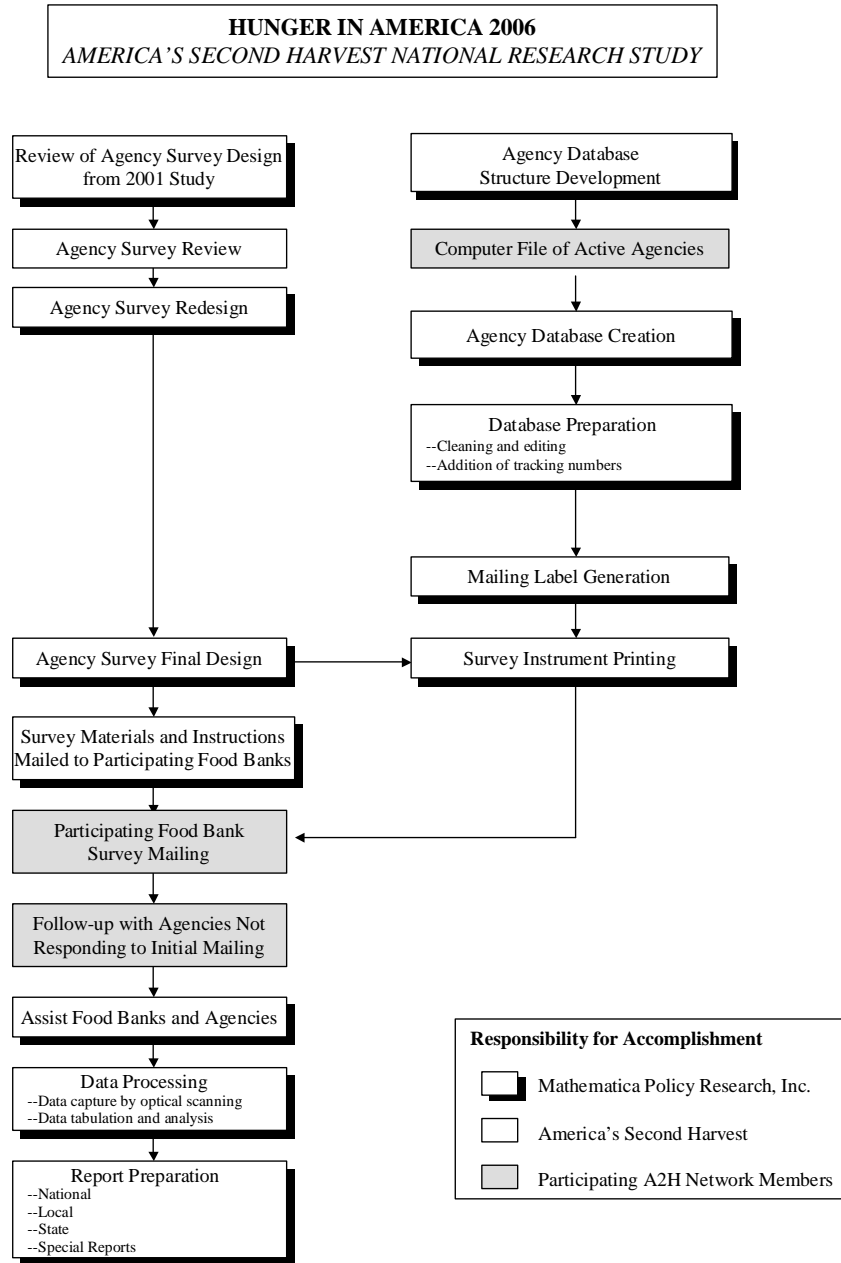 HUNGER IN AMERICA 2006
AMERICA'S SECOND HARVEST NATIONAL RESEARCH STUDY
Review of Agency Survey Design
from 2001 Study
Agency Survey Review
Agency Survey Redesign
Agency Database
Structure Development
Computer File of Active Agencies
Agency Database Creation
Database Preparation
--Cleaning and editing
--Addition of tracking numbers
Mailing Label Generation
Agency Survey Final Design
Survey Instrument Printing
Survey Materials and Instructions
Mailed to Participating Food Banks
Participating Food Bank
Survey Mailing
Follow-up with Agencies Not
Responding to Initial Mailing
Assist Food Banks and Agencies
Data Processing
--Data capture by optical scanning
--Data tabulation and analysis
Report Preparation
--National
--Local
--State
--Special Reports
Responsibility for Accomplishment
Mathematica Policy Research, Inc.
America's Second Harvest
Participating A2H Network Members